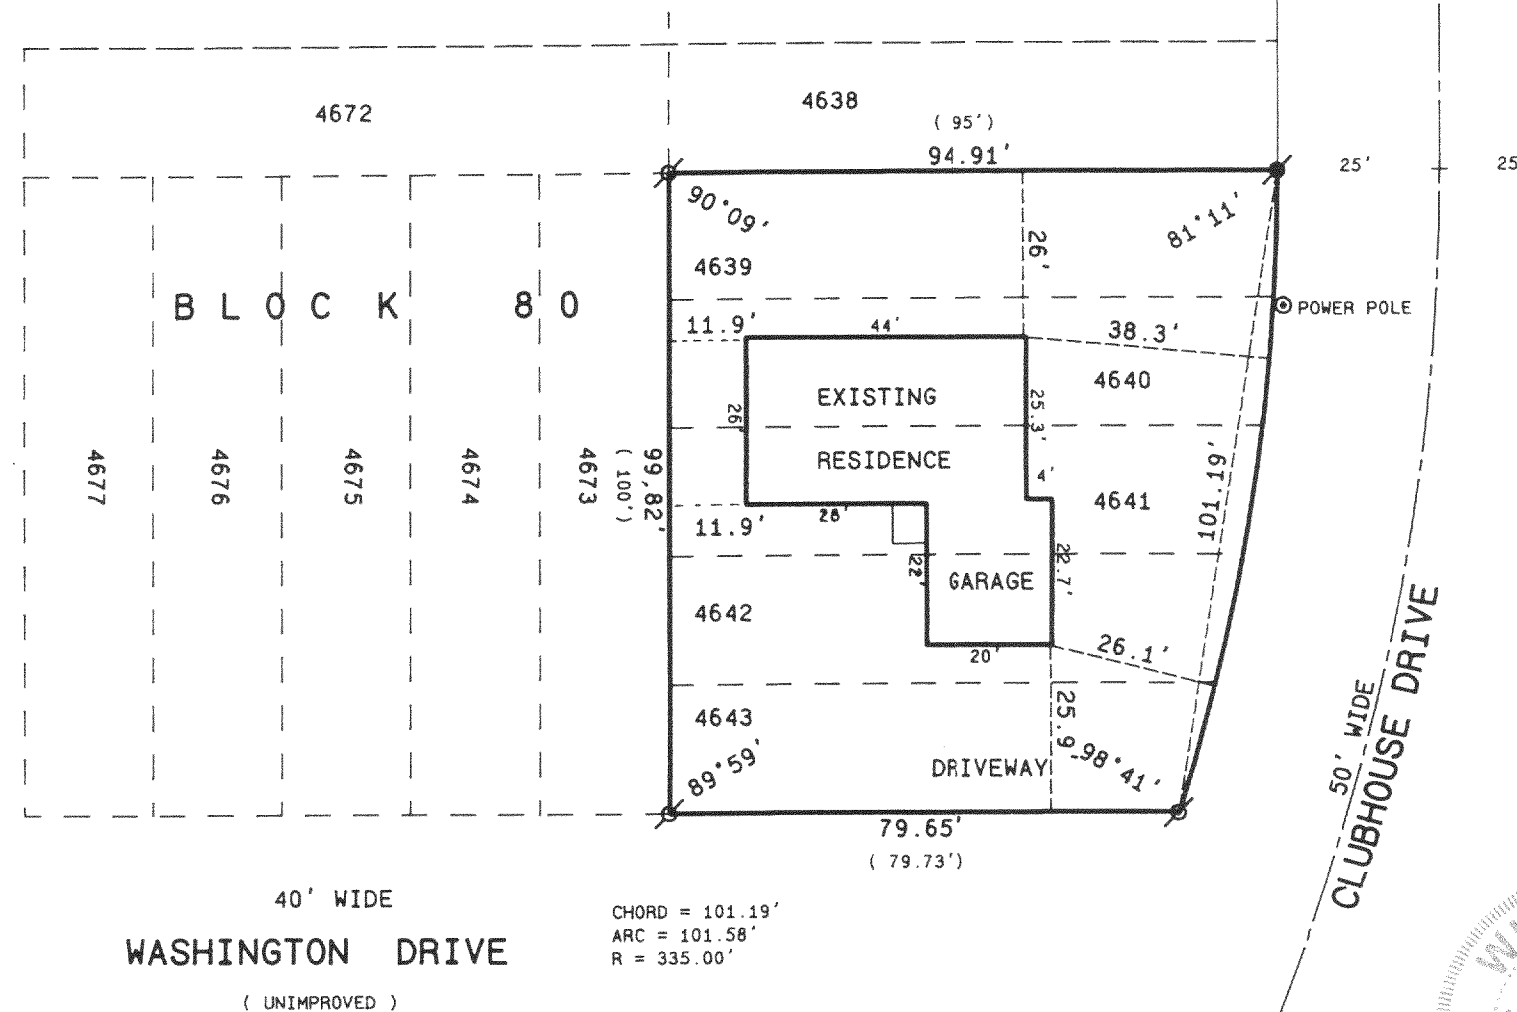 4672
4638
( 95')
94.91'
25'
25
90°09'
81°11'
26'
4639
BLOCK 80
11.9'
44'
38.3'
POWER POLE
4640
EXISTING
26'
25.3'
RESIDENCE
4677
4676
4675
4674
4673
( 100')
99,82'
4'
4641
101.19'
11.9'
28'
22'
GARAGE
22.7'
4642
20'
26.1'
25.9
4643
89°59'
DRIVEWAY
98°41'
79.65'
( 79.73')
50' WIDE
CLUBHOUSE DRIVE
40' WIDE
WASHINGTON DRIVE
( UNIMPROVED )
CHORD = 101.19'
ARC = 101.58'
R = 335.00'